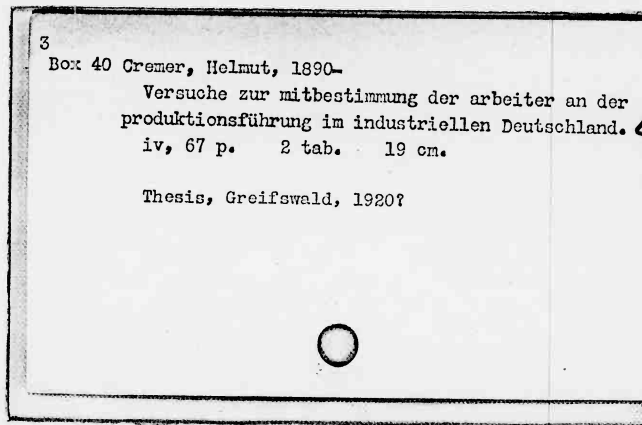 3
Box 40 Cremer, Helmut, 1890-
Versuche zur mitbestimmung der arbeiter an der
produktionsführung im industriellen Deutschland.
iv, 67 p. 2 tab. 19 cm.
Thesis, Greifswald, 1920?